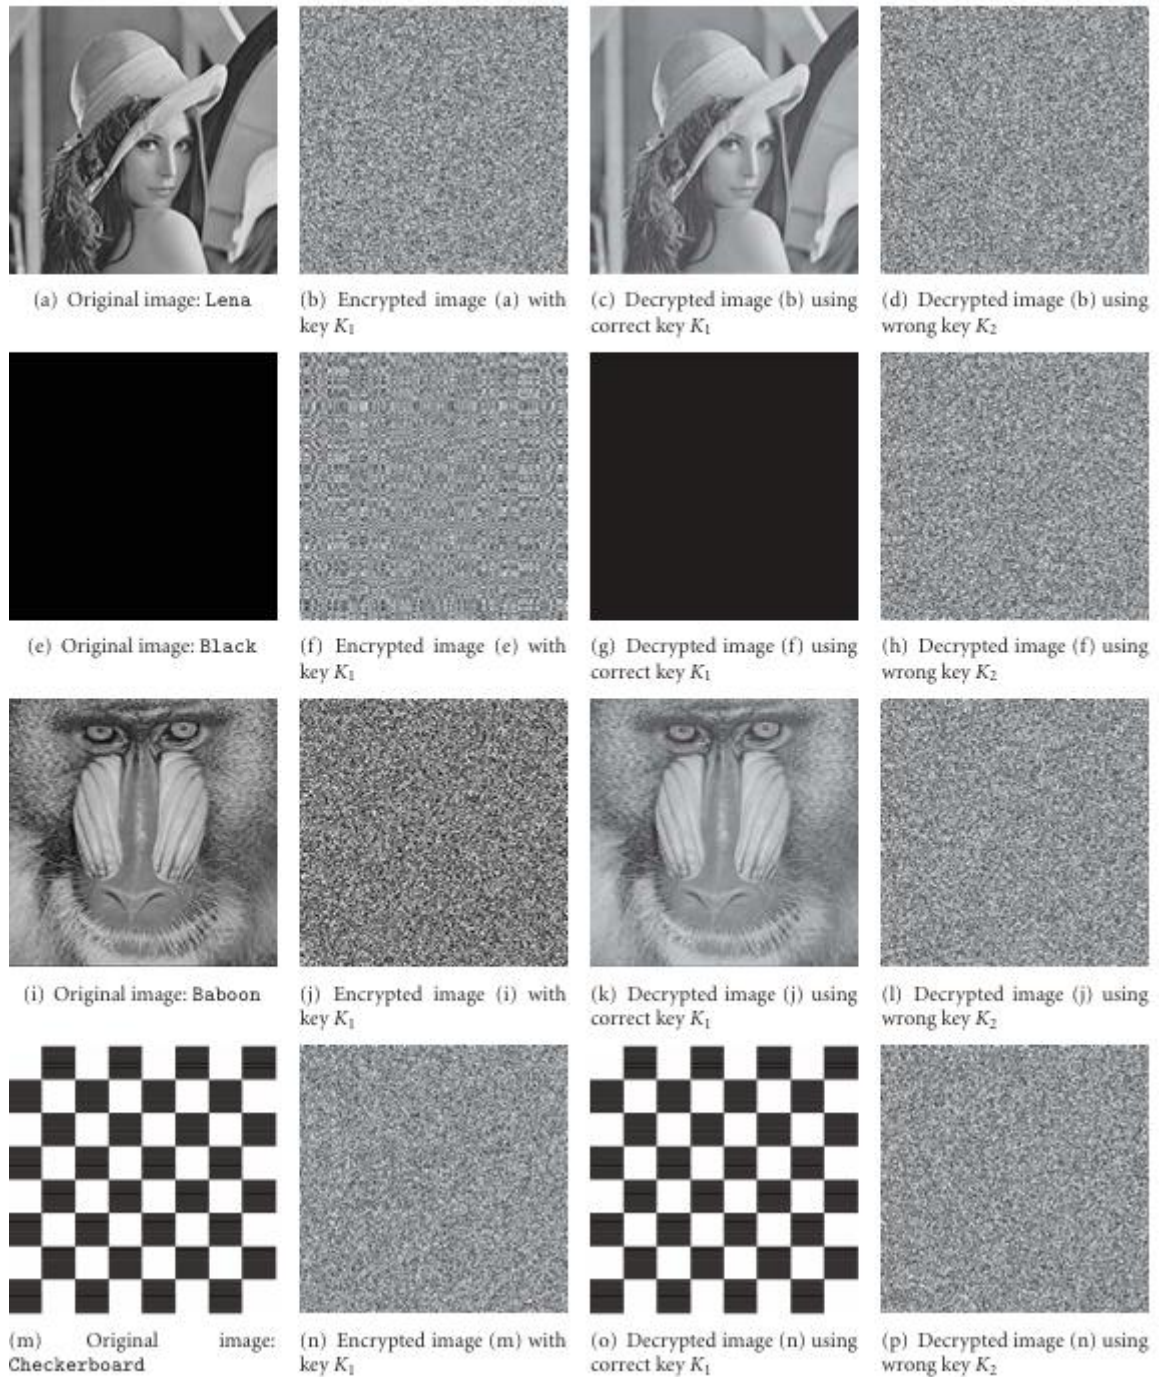 (a) Original image: Lena
(b) Encrypted image (a) with
key K₁
(c) Decrypted image (b) using
correct key K₁
(d) Decrypted image (b) using
wrong key K₂
(e) Original image: Black
(f) Encrypted image (e) with
key K₁
(g) Decrypted image (f) using
correct key K₁
(h) Decrypted image (f) using
wrong key K₂
(i) Original image: Baboon
(j) Encrypted image (i) with
key K₁
(k) Decrypted image (j) using
correct key K₁
(l) Decrypted image (j) using
wrong key K₂
(m) Original image:
Checkerboard
(n) Encrypted image (m) with
key K₁
(o) Decrypted image (n) using
correct key K₁
(p) Decrypted image (n) using
wrong key K₂